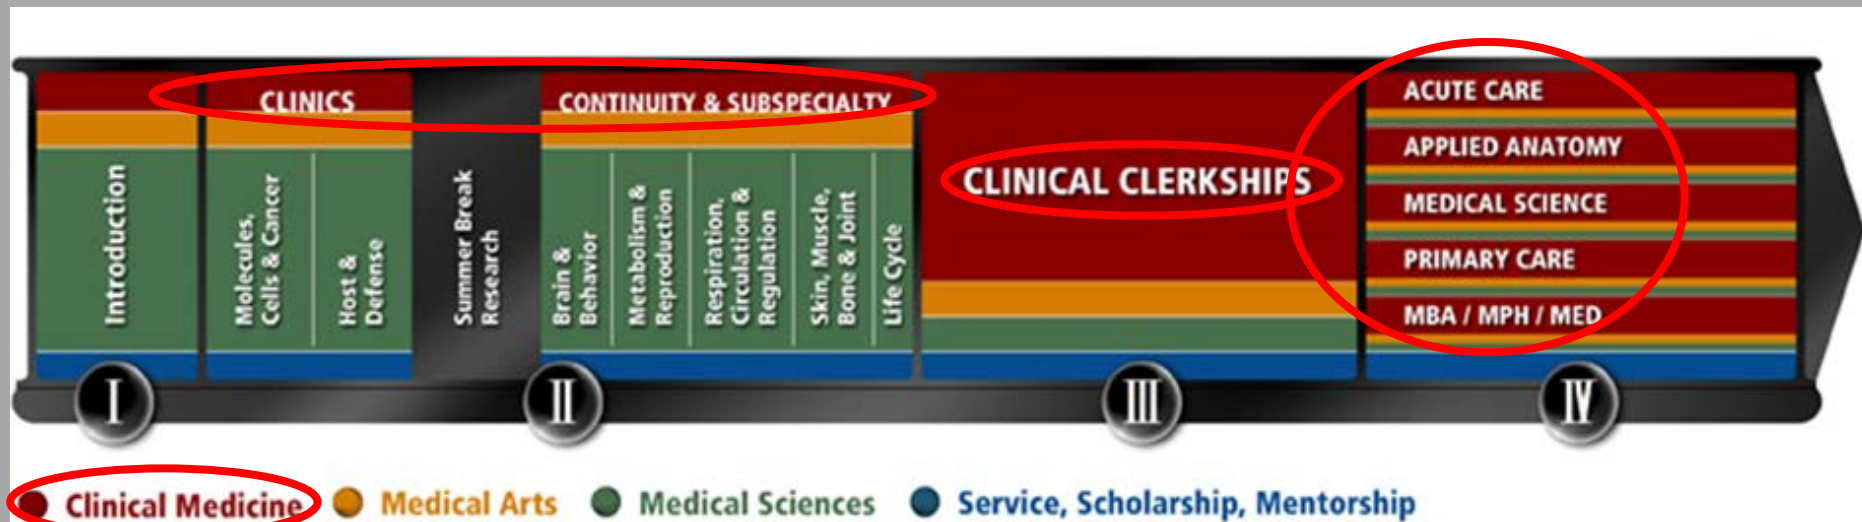 CLINICS
CONTINUITY & SUBSPECIALTY
Introduction
Molecules,
Cells & Cancer
Host &
Defense
Summer Break
Research
Brain &
Behavior
Metabolism &
Reproduction
Respiration,
Circulation &
Regulation
Skin, Muscle,
Bone & Joint
Life Cycle
CLINICAL CLERKSHIPS
ACUTE CARE
APPLIED ANATOMY
MEDICAL SCIENCE
PRIMARY CARE
MBA / MPH / MED
I
II
III
IV
Clinical Medicine
Medical Arts
Medical Sciences
Service, Scholarship, Mentorship